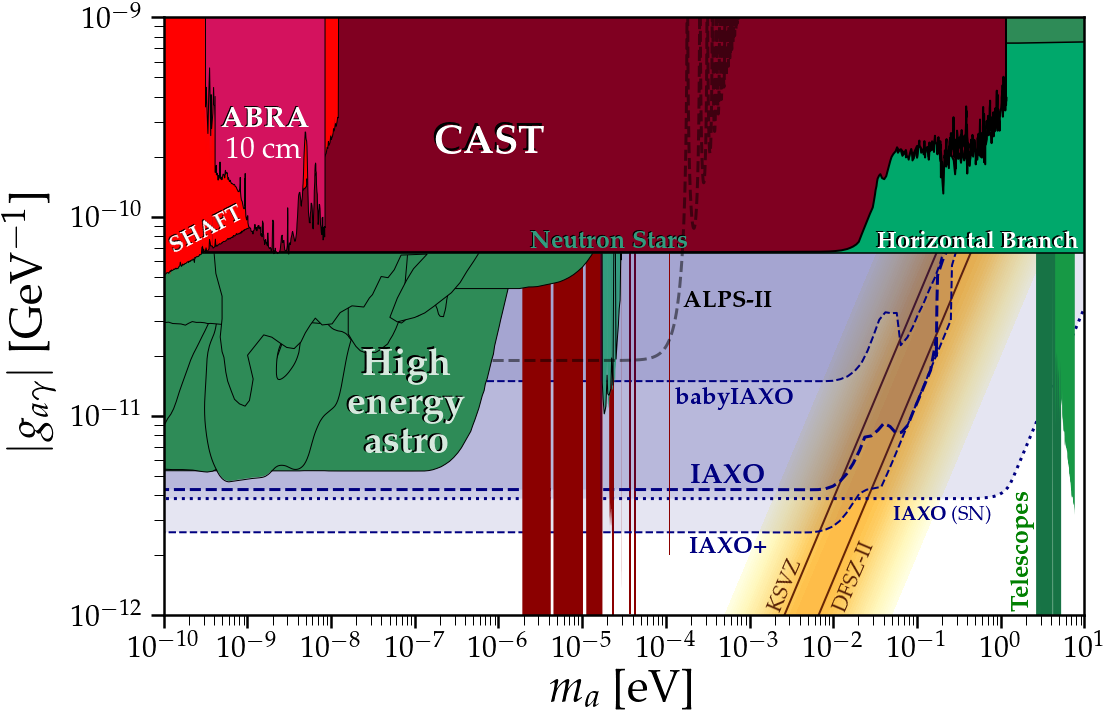 10⁻⁹
10⁻¹⁰
10⁻¹¹
10⁻¹²
|g_{aγ}| [GeV⁻¹]
ABRA
10 cm
CAST
SHAFT
Neutron Stars
Horizontal Branch
ALPS-II
High
energy
astro
babyIAXO
IAXO
IAXO (SN)
IAXO+
KSVZ
DFSZ-II
Telescopes
10⁻¹⁰ 10⁻⁹ 10⁻⁸ 10⁻⁷ 10⁻⁶ 10⁻⁵ 10⁻⁴ 10⁻³ 10⁻² 10⁻¹ 10⁰ 10¹
m_a [eV]